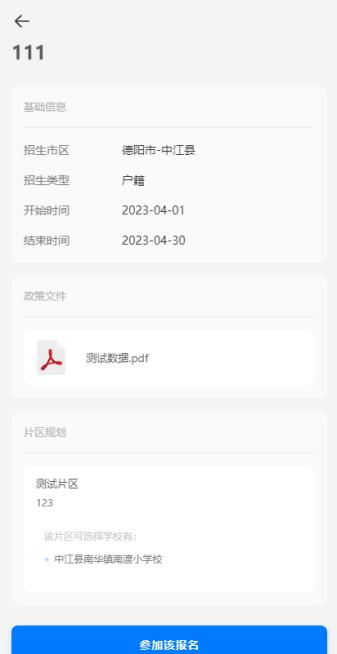 111
基础信息
招生市区 德阳市-中江县
招生类型 户籍
开始时间 2023-04-01
结束时间 2023-04-30
政策文件
测试数据.pdf
片区规划
测试片区
123
该片区可选择学校有:
中江县南华镇南渡小学校
参加该报名